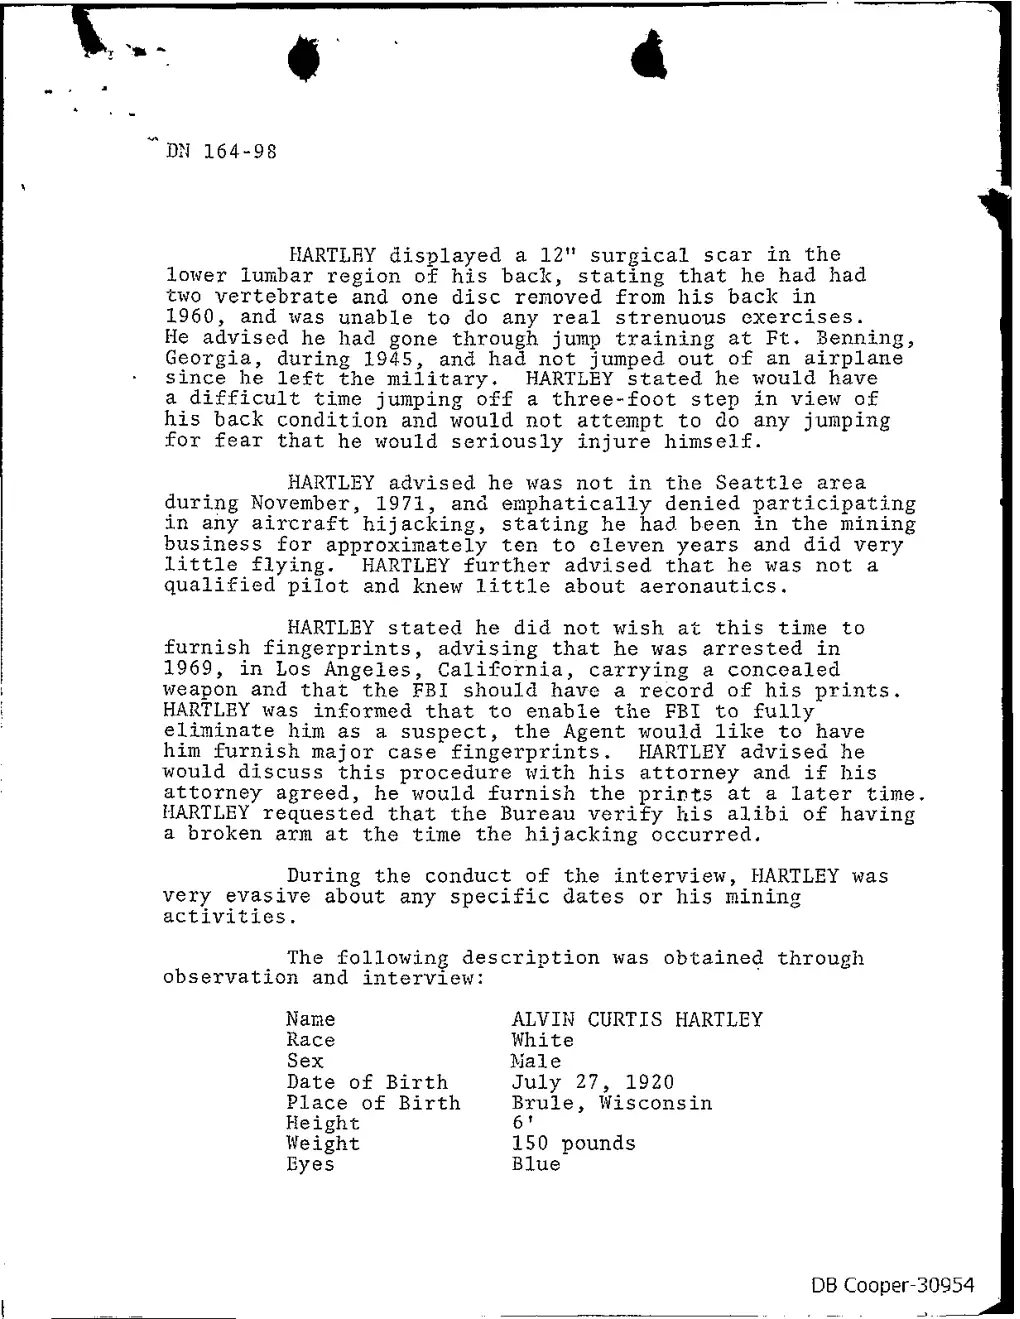 DN 164-98
HARTLEY displayed a 12" surgical scar in the
lower lumbar region of his back, stating that he had had
two vertebrate and one disc removed from his back in
1960, and was unable to do any real strenuous exercises.
He advised he had gone through jump training at Ft. Benning,
Georgia, during 1945, and had not jumped out of an airplane
since he left the military. HARTLEY stated he would have
a difficult time jumping off a three-foot step in view of
his back condition and would not attempt to do any jumping
for fear that he would seriously injure himself.
HARTLEY advised he was not in the Seattle area
during November, 1971, and emphatically denied participating
in any aircraft hijacking, stating he had been in the mining
business for approximately ten to eleven years and did very
little flying. HARTLEY further advised that he was not a
qualified pilot and knew little about aeronautics.
HARTLEY stated he did not wish at this time to
furnish fingerprints, advising that he was arrested in
1969, in Los Angeles, California, carrying a concealed
weapon and that the FBI should have a record of his prints.
HARTLEY was informed that to enable the FBI to fully
eliminate him as a suspect, the Agent would like to have
him furnish major case fingerprints. HARTLEY advised he
would discuss this procedure with his attorney and if his
attorney agreed, he would furnish the prints at a later time.
HARTLEY requested that the Bureau verify his alibi of having
a broken arm at the time the hijacking occurred.
During the conduct of the interview, HARTLEY was
very evasive about any specific dates or his mining
activities.
The following description was obtained through
observation and interview:
Name ALVIN CURTIS HARTLEY
Race White
Sex Male
Date of Birth July 27, 1920
Place of Birth Brule, Wisconsin
Height 6'
Weight 150 pounds
Eyes Blue
DB Cooper-30954